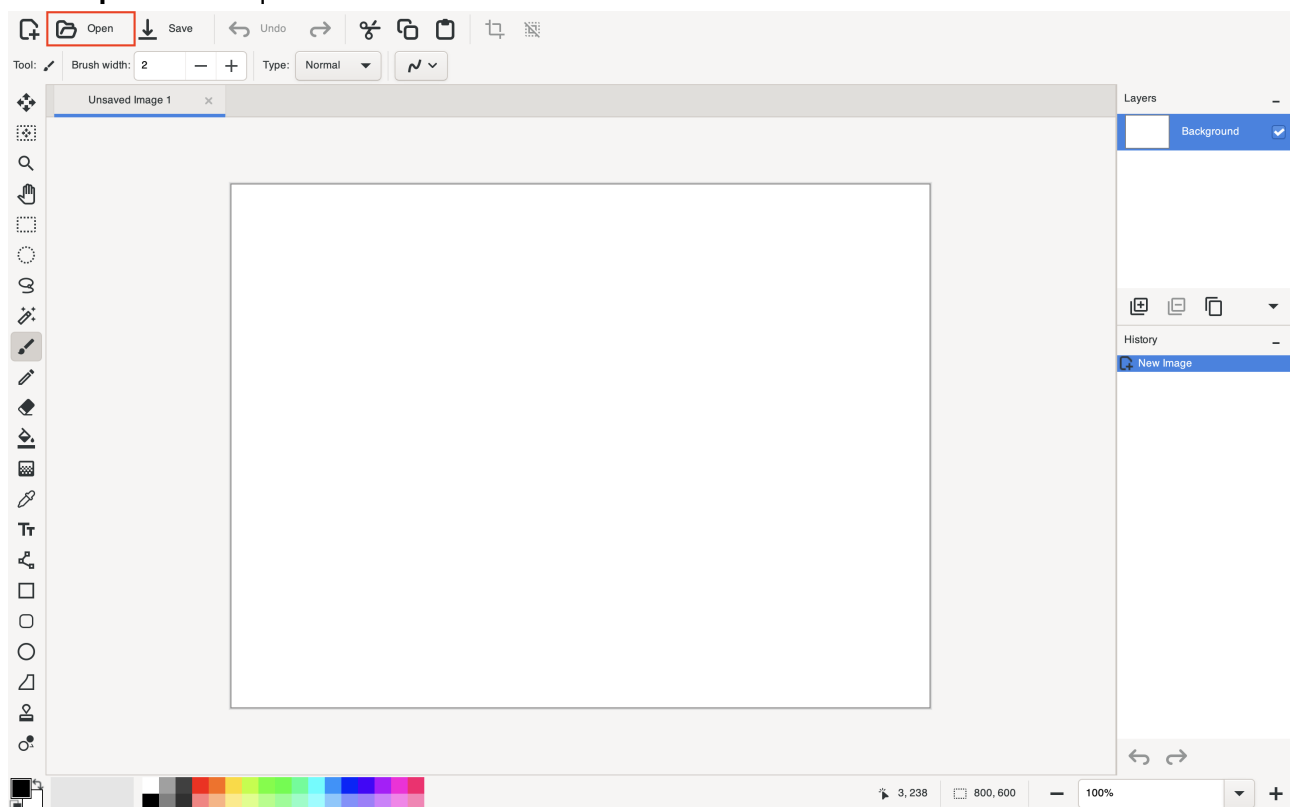 Open Save Undo
Tool: Brush width: 2 Type: Normal
Unsaved Image 1
Layers
Background
History
New Image
3, 238 800, 600 100%